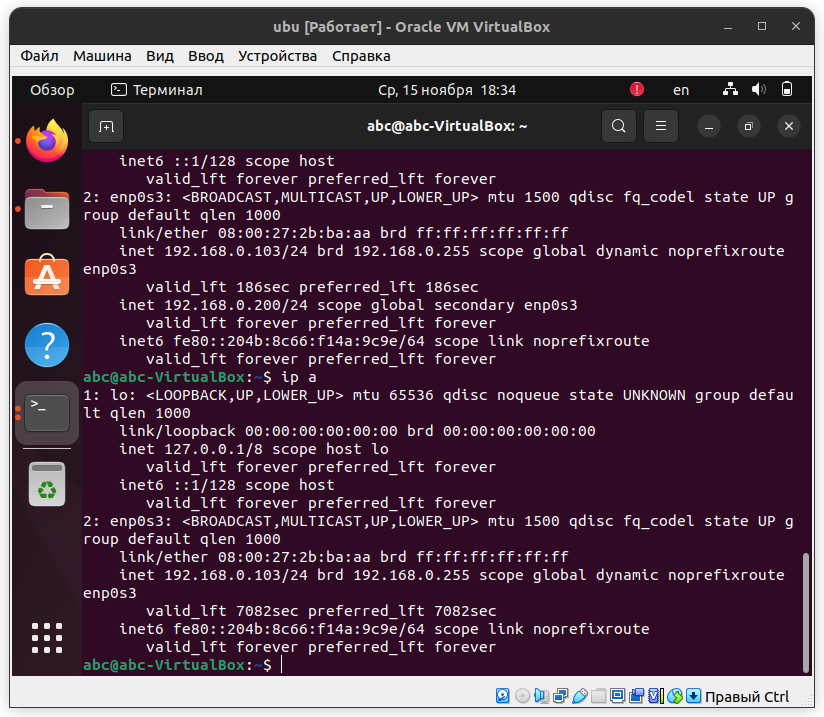 ubu [Работает] - Oracle VM VirtualBox
Файл Машина Вид Ввод Устройства Справка
Обзор Терминал Ср, 15 ноября 18:34 en
abc@abc-VirtualBox: ~
inet6 ::1/128 scope host
valid_lft forever preferred_lft forever
2: enp0s3: <BROADCAST,MULTICAST,UP,LOWER_UP> mtu 1500 qdisc fq_codel state UP g
roup default qlen 1000
link/ether 08:00:27:2b:ba:aa brd ff:ff:ff:ff:ff:ff
inet 192.168.0.103/24 brd 192.168.0.255 scope global dynamic noprefixroute
enp0s3
valid_lft 186sec preferred_lft 186sec
inet 192.168.0.200/24 scope global secondary enp0s3
valid_lft forever preferred_lft forever
inet6 fe80::204b:8c66:f14a:9c9e/64 scope link noprefixroute
valid_lft forever preferred_lft forever
abc@abc-VirtualBox:~$ ip a
1: lo: <LOOPBACK,UP,LOWER_UP> mtu 65536 qdisc noqueue state UNKNOWN group defau
lt qlen 1000
link/loopback 00:00:00:00:00:00 brd 00:00:00:00:00:00
inet 127.0.0.1/8 scope host lo
valid_lft forever preferred_lft forever
inet6 ::1/128 scope host
valid_lft forever preferred_lft forever
2: enp0s3: <BROADCAST,MULTICAST,UP,LOWER_UP> mtu 1500 qdisc fq_codel state UP g
roup default qlen 1000
link/ether 08:00:27:2b:ba:aa brd ff:ff:ff:ff:ff:ff
inet 192.168.0.103/24 brd 192.168.0.255 scope global dynamic noprefixroute
enp0s3
valid_lft 7082sec preferred_lft 7082sec
inet6 fe80::204b:8c66:f14a:9c9e/64 scope link noprefixroute
valid_lft forever preferred_lft forever
abc@abc-VirtualBox:~$
Правый Ctrl